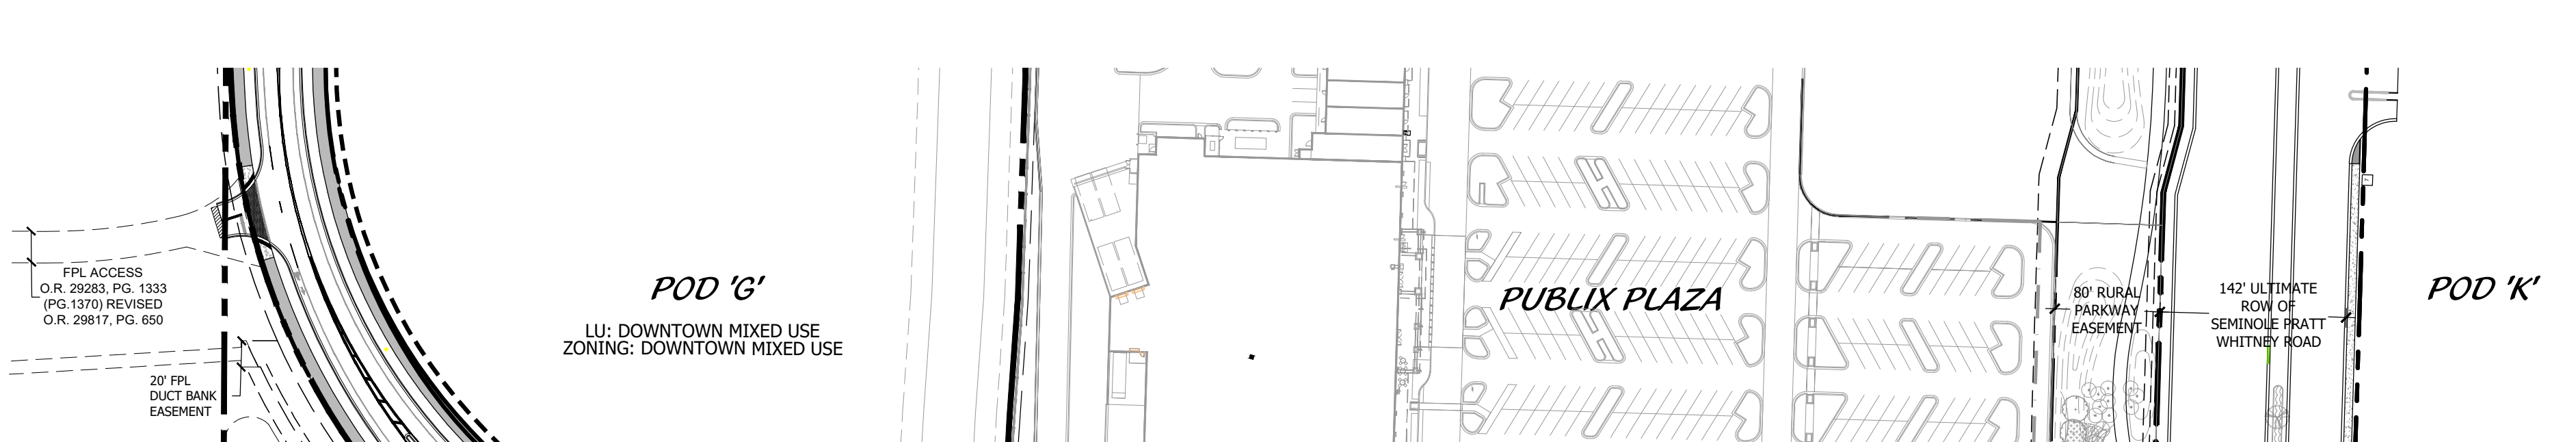 FPL ACCESS
O.R. 29283, PG. 1333
(PG.1370) REVISED
O.R. 29817, PG. 650
20' FPL
DUCT BANK
EASEMENT
POD 'G'
LU: DOWNTOWN MIXED USE
ZONING: DOWNTOWN MIXED USE
PUBLIX PLAZA
80' RURAL
PARKWAY
EASEMENT
142' ULTIMATE
ROW OF
SEMINOLE PRATT
WHITNEY ROAD
POD 'K'